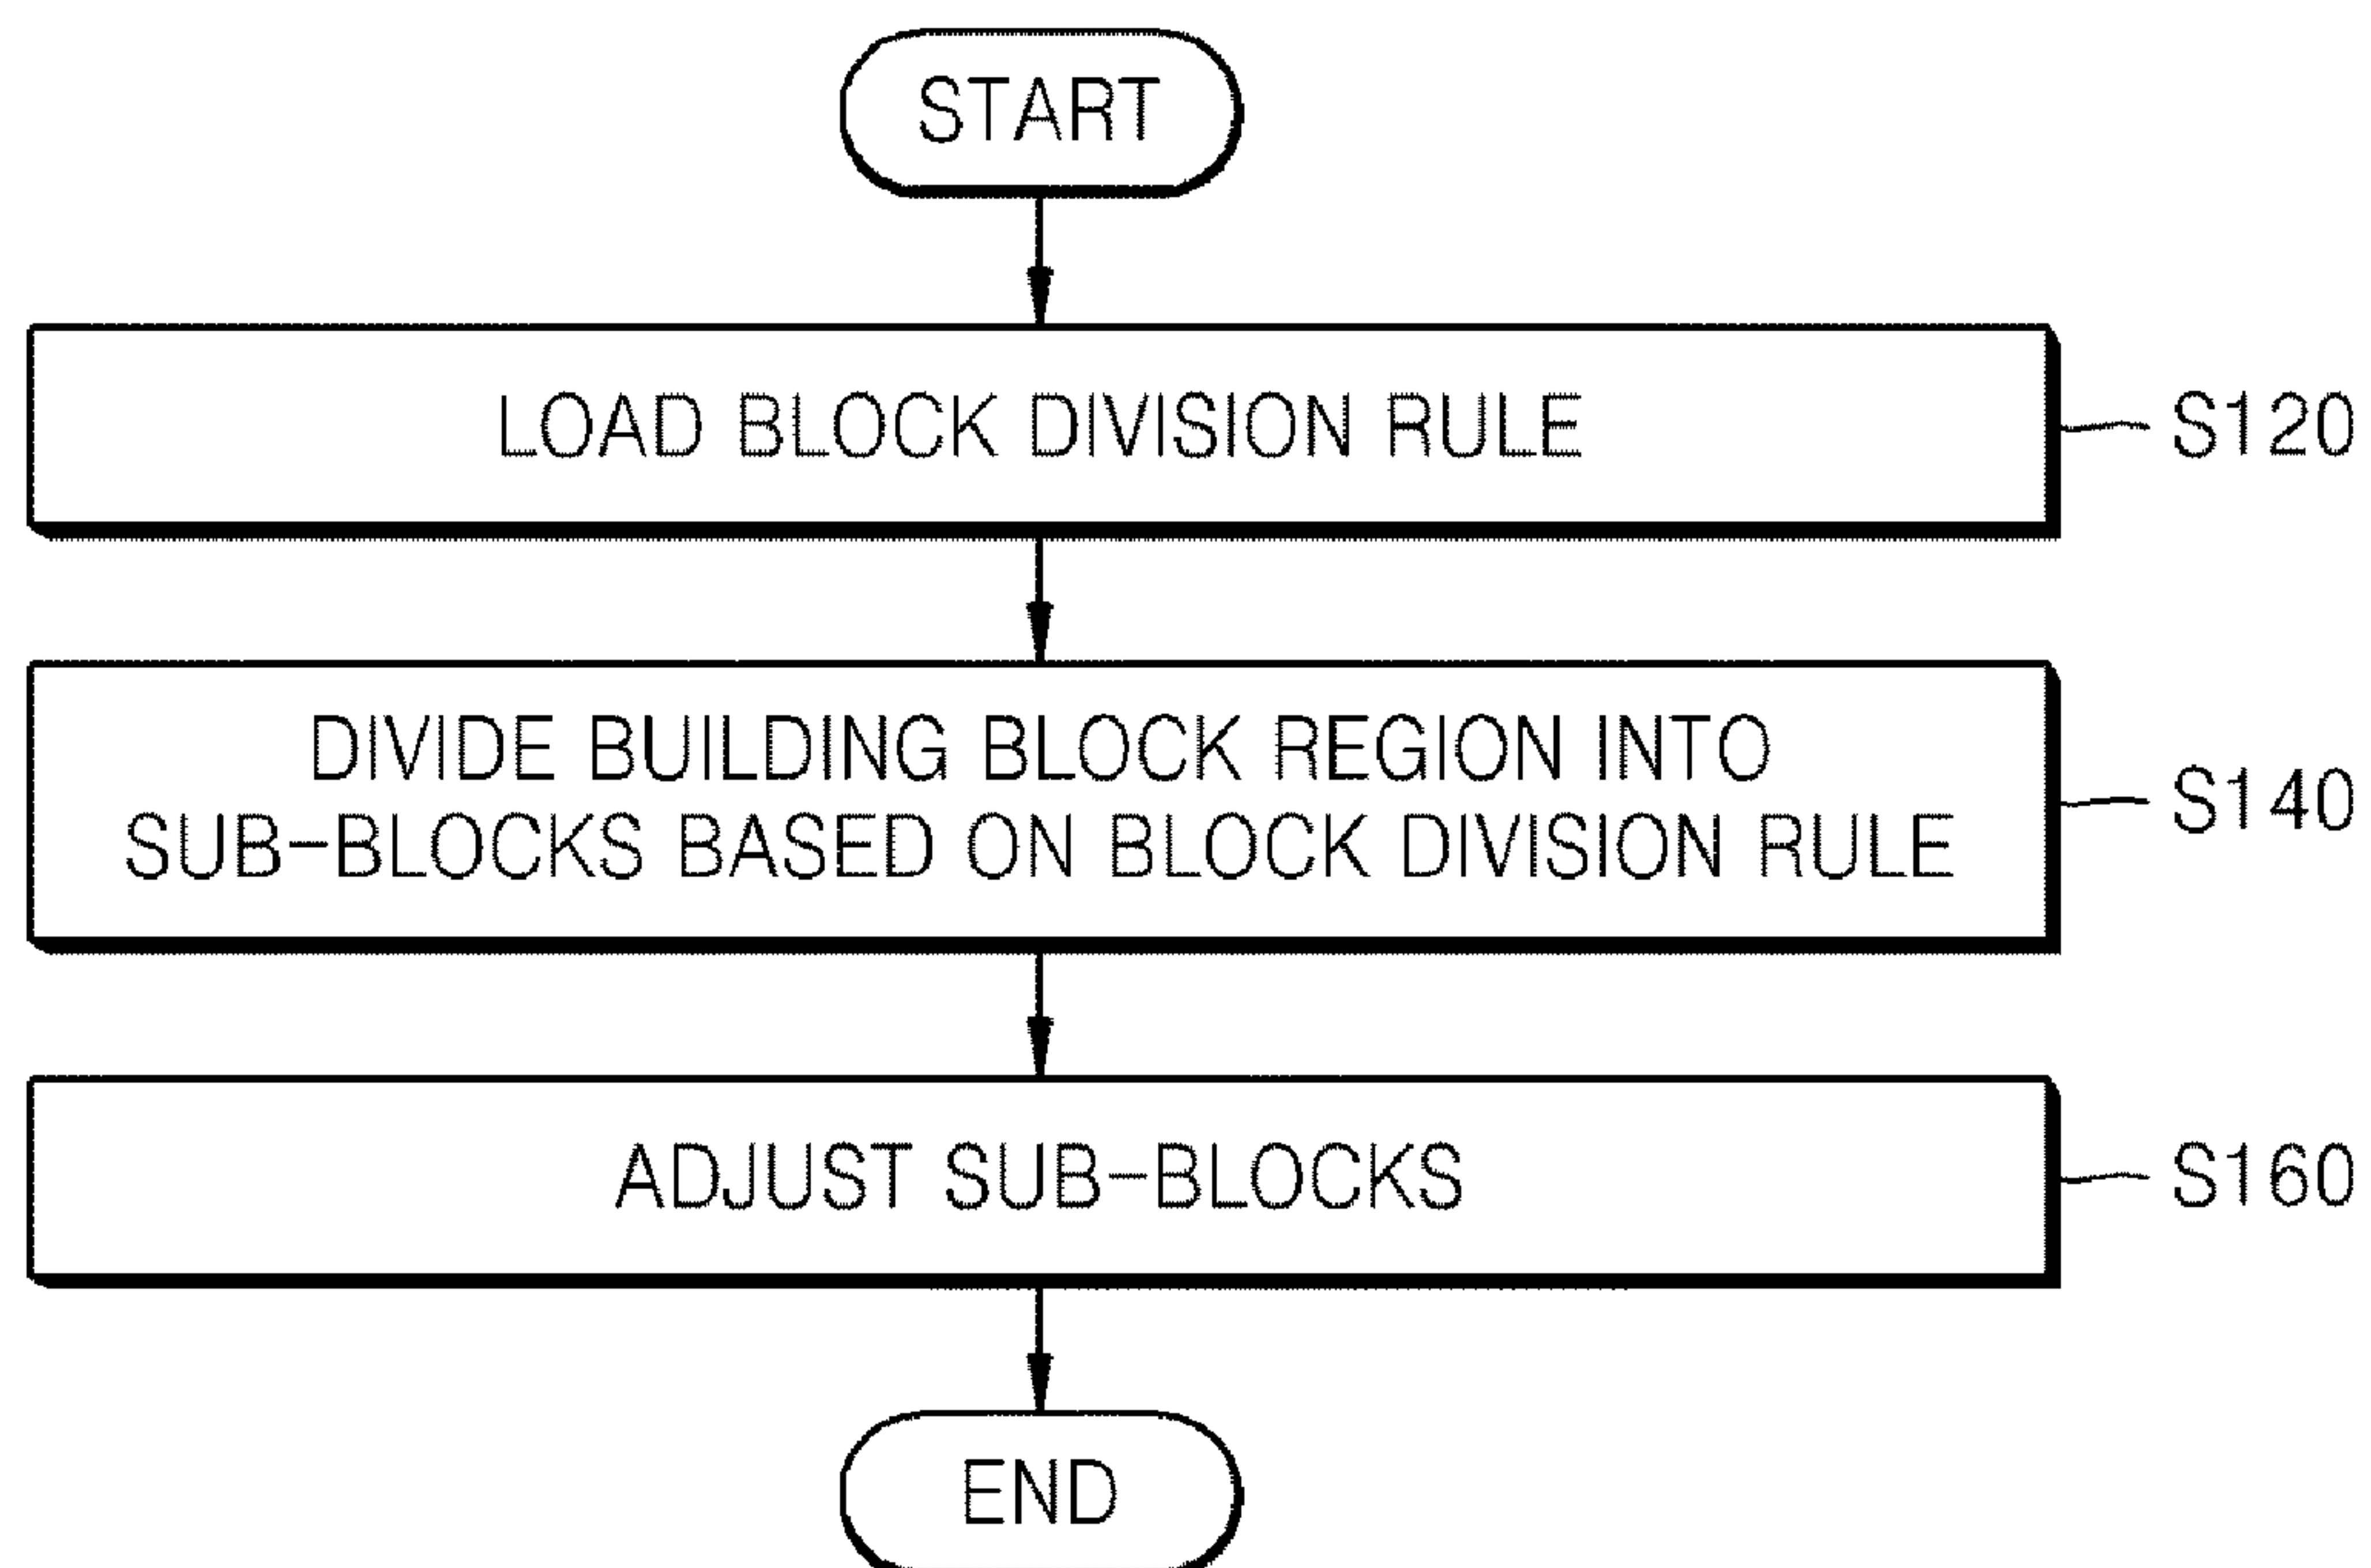 START
LOAD BLOCK DIVISION RULE
S120
DIVIDE BUILDING BLOCK REGION INTO
SUB-BLOCKS BASED ON BLOCK DIVISION RULE
S140
ADJUST SUB-BLOCKS
S160
END